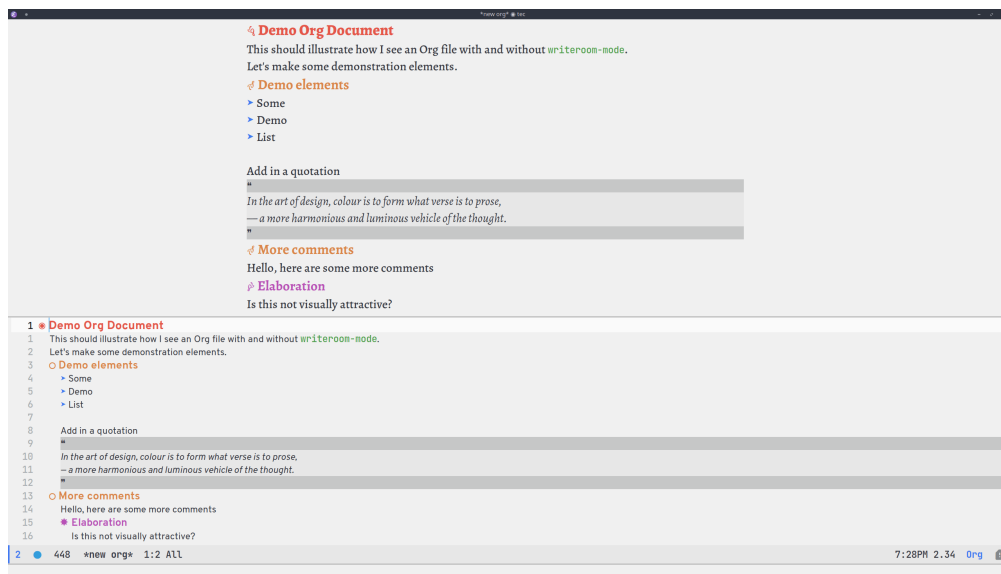 *new org* ◉ tec
Demo Org Document
This should illustrate how I see an Org file with and without writeroom-mode.
Let's make some demonstration elements.
Demo elements
➤ Some
➤ Demo
➤ List
Add in a quotation
❝
In the art of design, colour is to form what verse is to prose,
— a more harmonious and luminous vehicle of the thought.
❞
More comments
Hello, here are some more comments
Elaboration
Is this not visually attractive?
1 ◉ Demo Org Document
1 This should illustrate how I see an Org file with and without writeroom-mode.
2 Let's make some demonstration elements.
3 ○ Demo elements
4 ➤ Some
5 ➤ Demo
6 ➤ List
7
8 Add in a quotation
9 ❝
10 In the art of design, colour is to form what verse is to prose,
11 — a more harmonious and luminous vehicle of the thought.
12 ❞
13 ○ More comments
14 Hello, here are some more comments
15 ✸ Elaboration
16 Is this not visually attractive?
2 ● 448 *new org* 1:2 All 7:28PM 2.34 Org